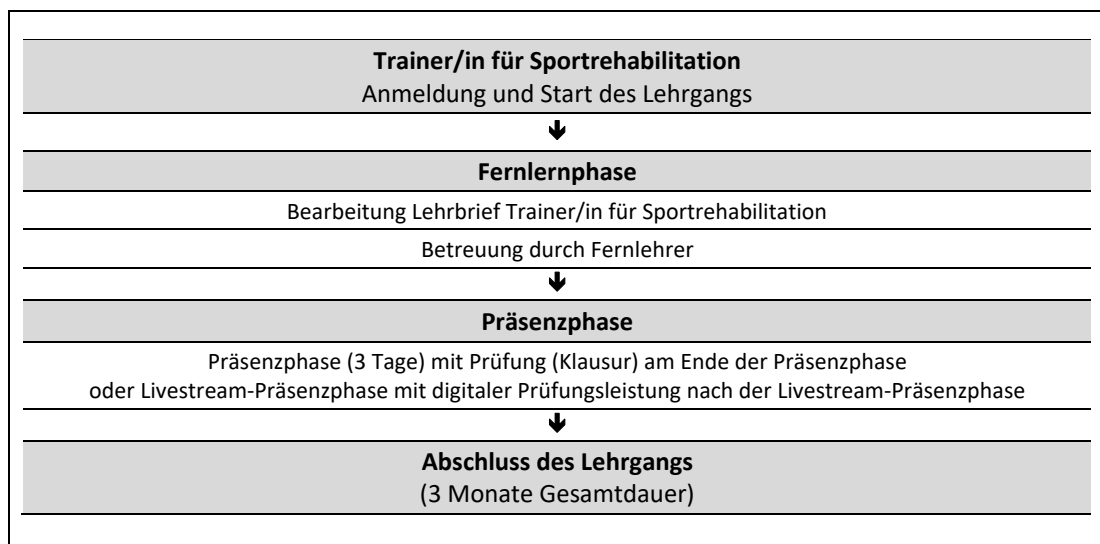 Trainer/in für Sportrehabilitation
Anmeldung und Start des Lehrgangs
Fernlernphase
Bearbeitung Lehrbrief Trainer/in für Sportrehabilitation
Betreuung durch Fernlehrer
Präsenzphase
Präsenzphase (3 Tage) mit Prüfung (Klausur) am Ende der Präsenzphase
oder Livestream-Präsenzphase mit digitaler Prüfungsleistung nach der Livestream-Präsenzphase
Abschluss des Lehrgangs
(3 Monate Gesamtdauer)